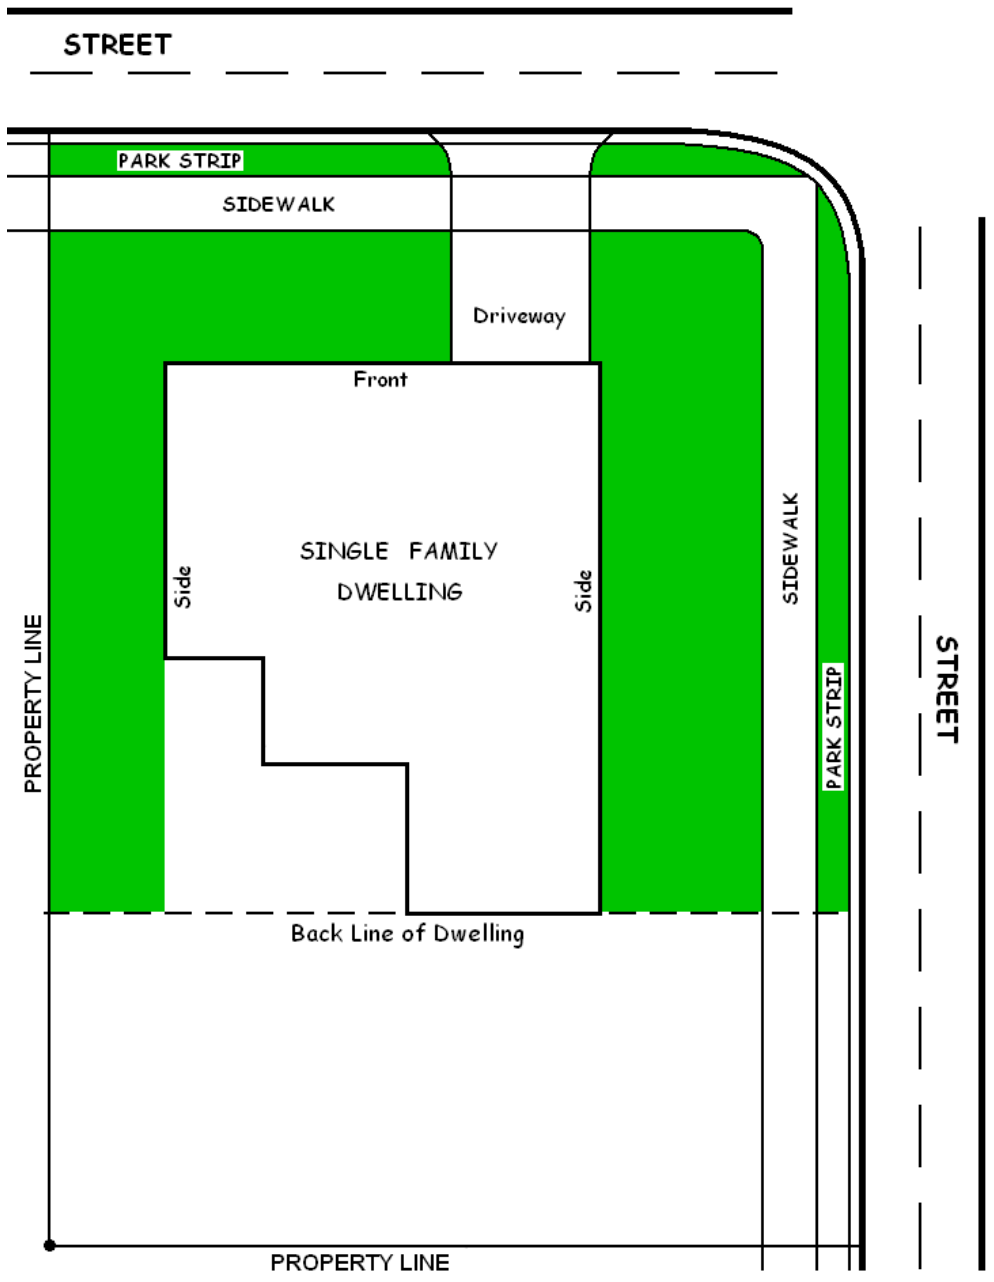 STREET
PARK STRIP
SIDEWALK
Driveway
Front
SINGLE FAMILY
DWELLING
Side
Side
SIDEWALK
PROPERTY LINE
STREET
PARK STRIP
Back Line of Dwelling
PROPERTY LINE